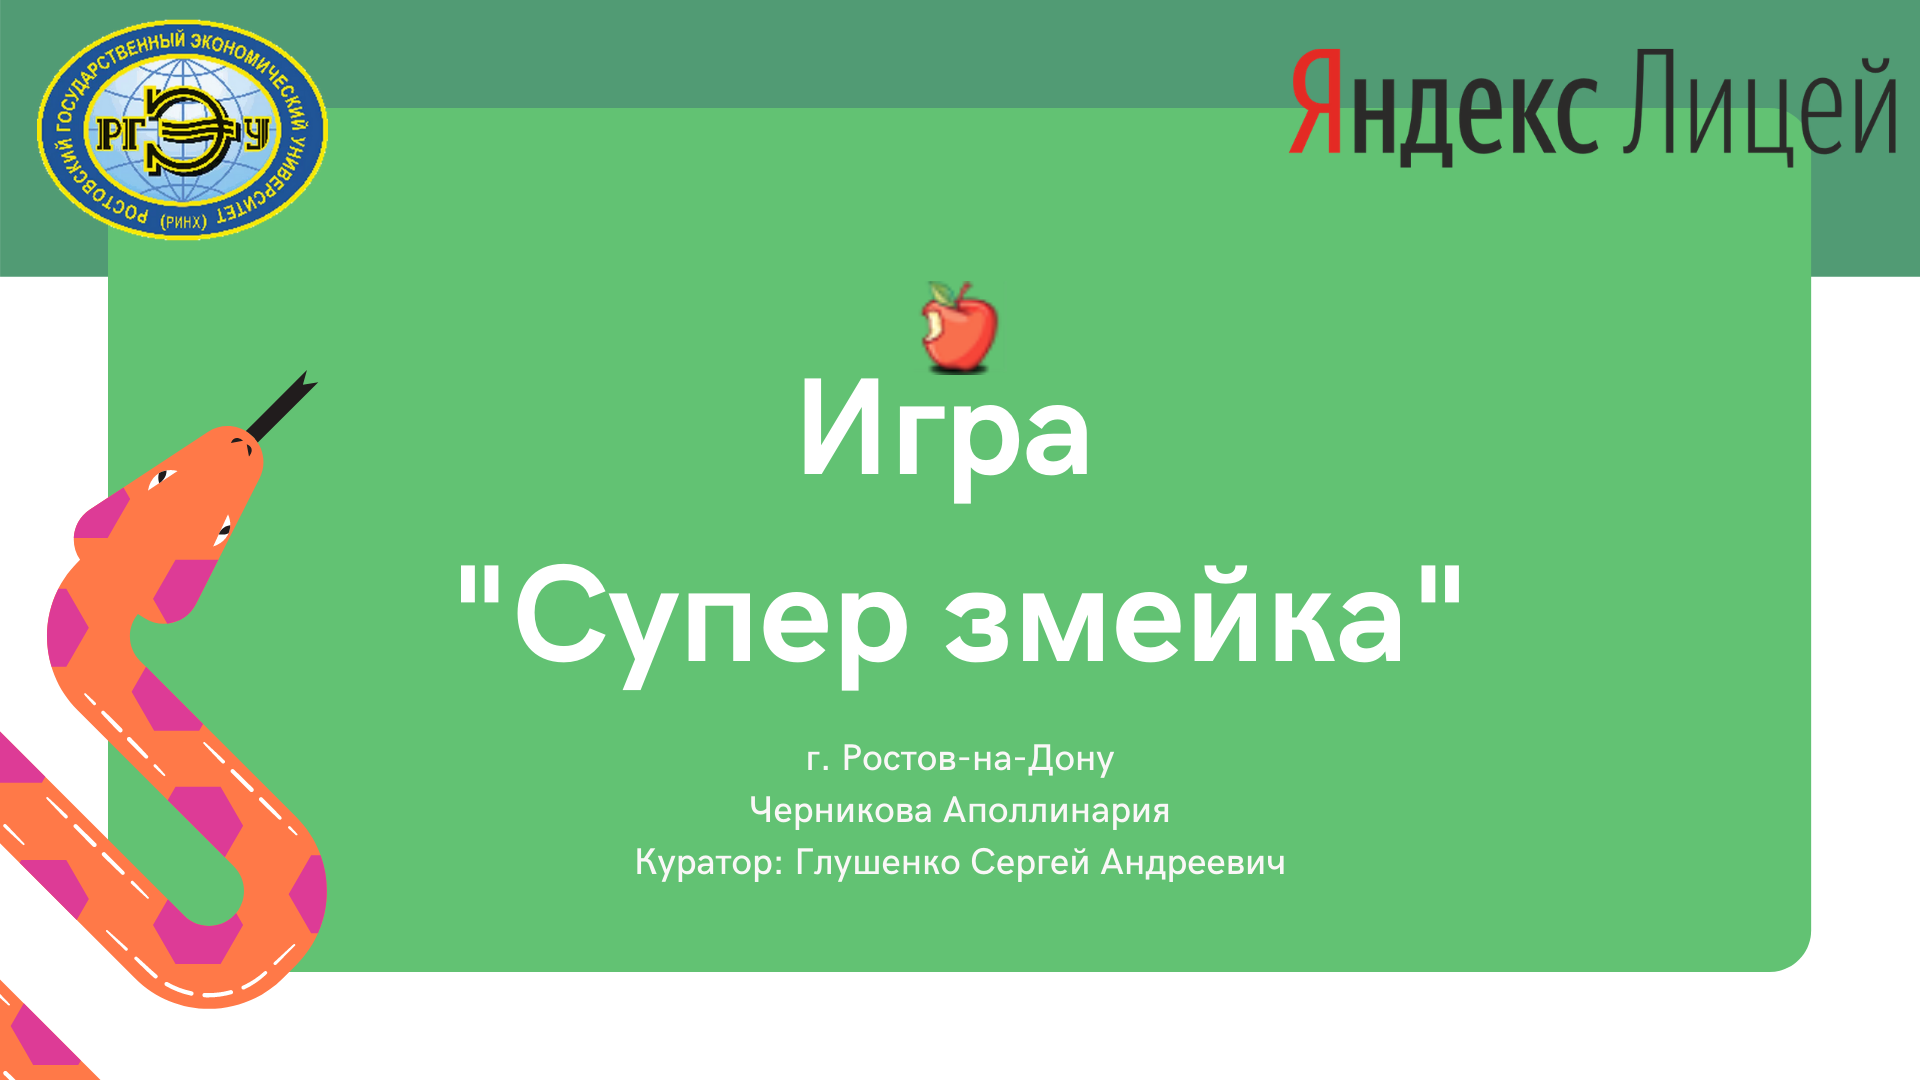 РОСТОВСКИЙ ГОСУДАРСТВЕННЫЙ ЭКОНОМИЧЕСКИЙ УНИВЕРСИТЕТ
(РИНХ)
РГЭУ
Яндекс Лицей
Игра
"Супер змейка"
г. Ростов-на-Дону
Черникова Аполлинария
Куратор: Глушенко Сергей Андреевич